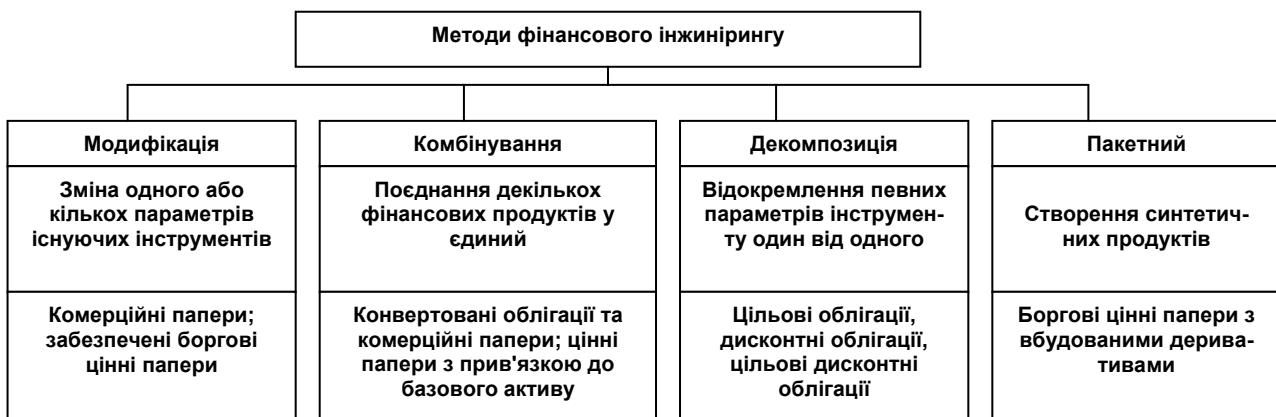 Методи фінансового інжинірингу
Модифікація
Зміна одного або
кількох параметрів
існуючих інструментів
Комерційні папери;
забезпечені боргові
цінні папери
Комбінування
Поєднання декількох
фінансових продуктів у
єдиний
Конвертовані облігації та
комерційні папери; цінні
папери з прив'язкою до
базового активу
Декомпозиція
Відокремлення певних
параметрів інструмен-
ту один від одного
Цільові облігації,
дисконтні облігації,
цільові дисконтні
облігації
Пакетний
Створення синтетич-
них продуктів
Боргові цінні папери з
вбудованими дерива-
тивами